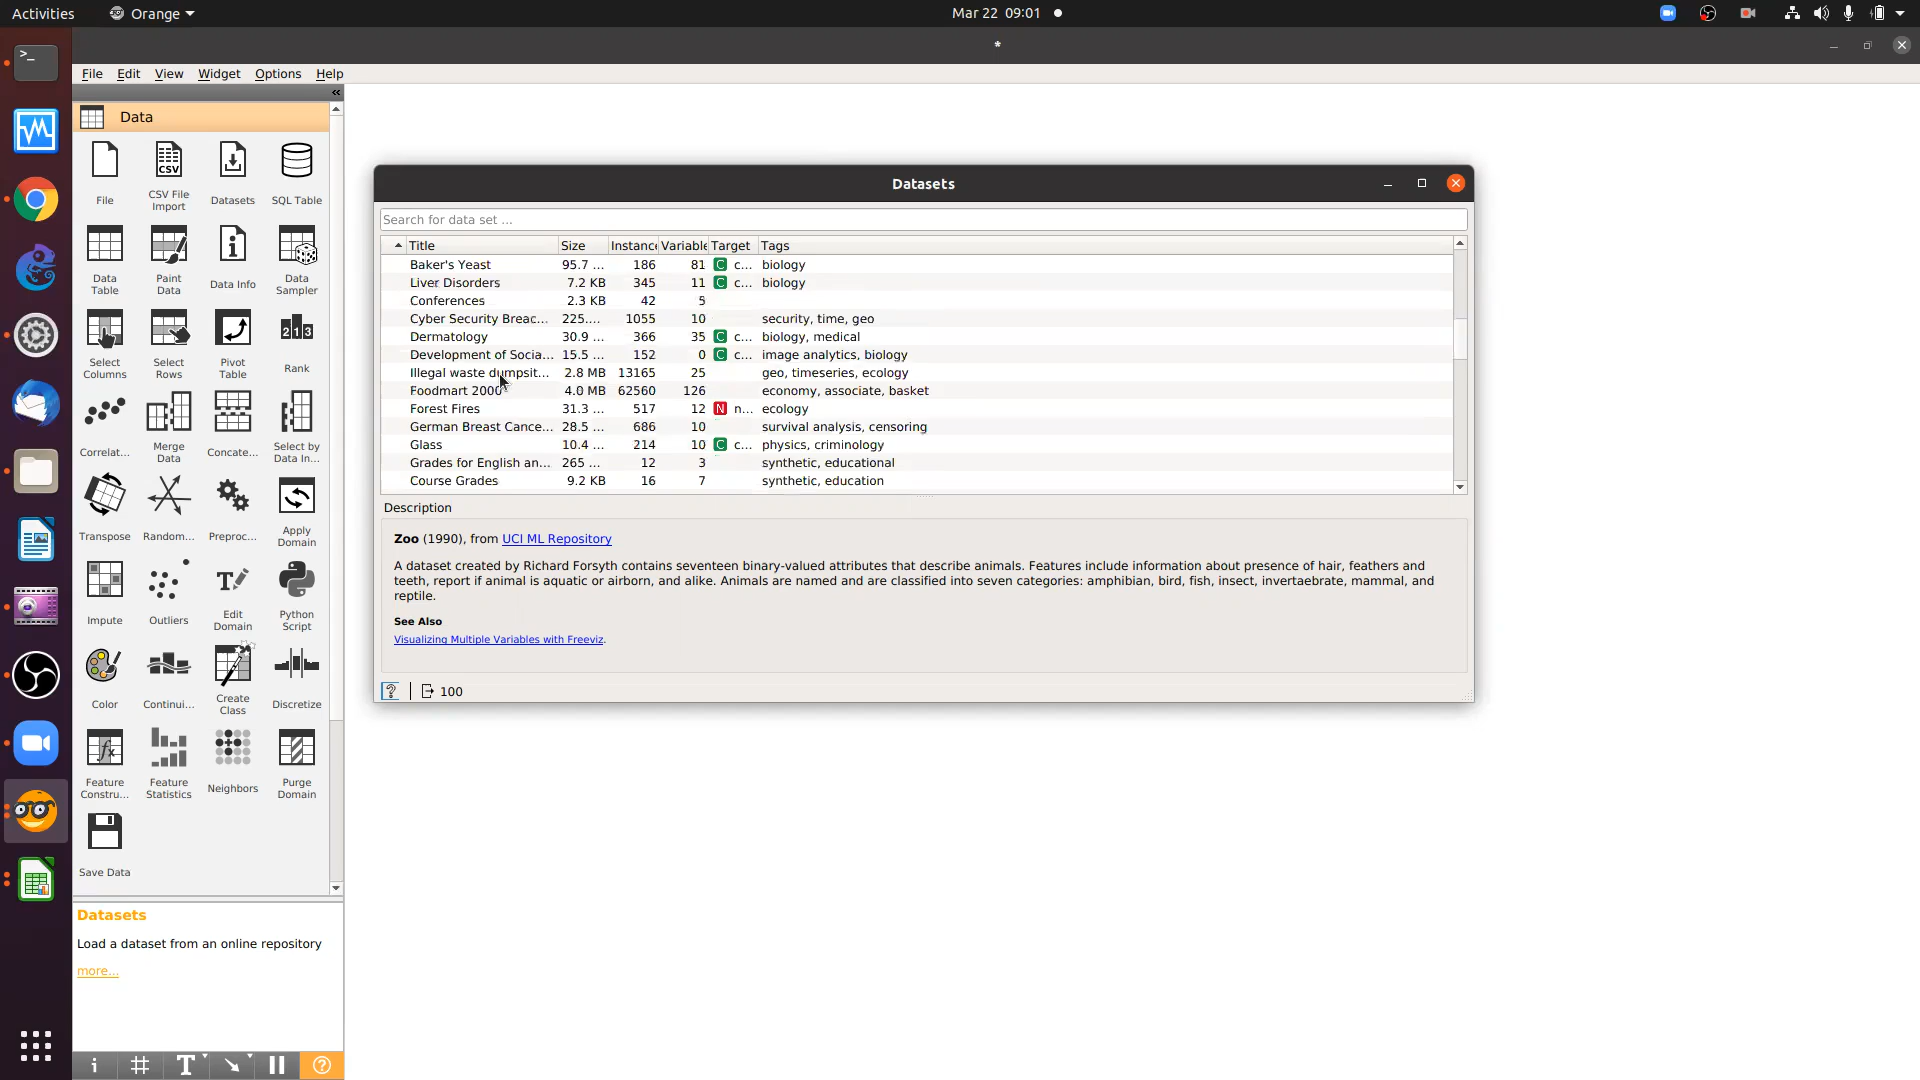 Activities Orange Mar 22 09:01
*
File Edit View Widget Options Help
Data
File CSV File Import Datasets SQL Table
Data Table Paint Data Data Info Data Sampler
Select Columns Select Rows Pivot Table Rank
Correlat... Merge Data Concate... Select by Data In...
Transpose Random... Preproc... Apply Domain
Impute Outliers Edit Domain Python Script
Color Continui... Create Class Discretize
Feature Constru... Feature Statistics Neighbors Purge Domain
Save Data
Datasets
Load a dataset from an online repository
more...
Datasets
Search for data set ...
Title Size Instance Variable Target Tags
Baker's Yeast 95.7 ... 186 81 C c... biology
Liver Disorders 7.2 KB 345 11 C c... biology
Conferences 2.3 KB 42 5
Cyber Security Breac... 225.... 1055 10 security, time, geo
Dermatology 30.9 ... 366 35 C c... biology, medical
Development of Socia... 15.5 ... 152 0 C c... image analytics, biology
Illegal waste dumpsit... 2.8 MB 13165 25 geo, timeseries, ecology
Foodmart 2000 4.0 MB 62560 126 economy, associate, basket
Forest Fires 31.3 ... 517 12 N n... ecology
German Breast Cance... 28.5 ... 686 10 survival analysis, censoring
Glass 10.4 ... 214 10 C c... physics, criminology
Grades for English an... 265 ... 12 3 synthetic, educational
Course Grades 9.2 KB 16 7 synthetic, education
Description
Zoo (1990), from UCI ML Repository
A dataset created by Richard Forsyth contains seventeen binary-valued attributes that describe animals. Features include information about presence of hair, feathers and
teeth, report if animal is aquatic or airborn, and alike. Animals are named and are classified into seven categories: amphibian, bird, fish, insect, invertaebrate, mammal, and
reptile.
See Also
Visualizing Multiple Variables with Freeviz.
? 100